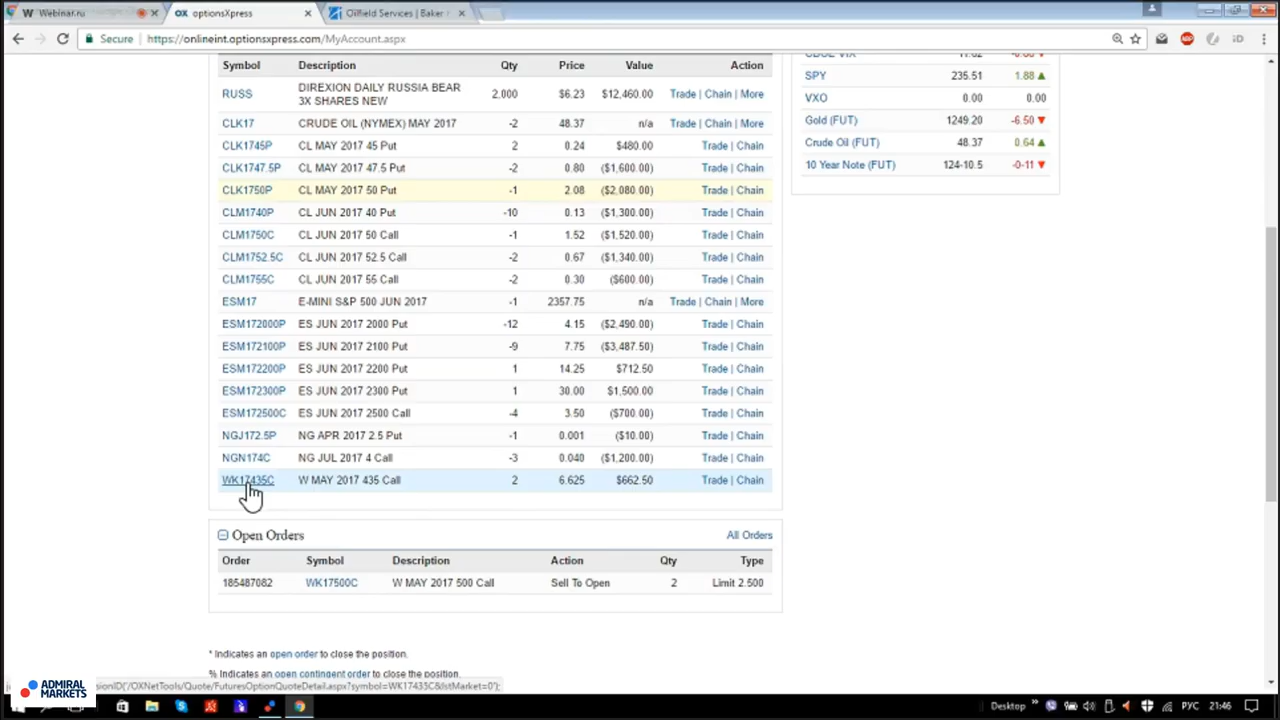 Webinar.ru
optionsXpress
Oilfield Services | Baker
Secure | https://onlineint.optionsxpress.com/MyAccount.aspx
Symbol Description Qty Price Value Action
RUSS DIREXION DAILY RUSSIA BEAR 3X SHARES NEW 2.000 $6.23 $12,460.00 Trade | Chain | More
CLK17 CRUDE OIL (NYMEX) MAY 2017 -2 48.37 n/a Trade | Chain | More
CLK1745P CL MAY 2017 45 Put 2 0.24 $480.00 Trade | Chain
CLK1747.5P CL MAY 2017 47.5 Put -2 0.80 ($1,600.00) Trade | Chain
CLK1750P CL MAY 2017 50 Put -1 2.08 ($2,080.00) Trade | Chain
CLM1740P CL JUN 2017 40 Put -10 0.13 ($1,300.00) Trade | Chain
CLM1750C CL JUN 2017 50 Call -1 1.52 ($1,520.00) Trade | Chain
CLM1752.5C CL JUN 2017 52.5 Call -2 0.67 ($1,340.00) Trade | Chain
CLM1755C CL JUN 2017 55 Call -2 0.30 ($600.00) Trade | Chain
ESM17 E-MINI S&P 500 JUN 2017 -1 2357.75 n/a Trade | Chain | More
ESM172000P ES JUN 2017 2000 Put -12 4.15 ($2,490.00) Trade | Chain
ESM172100P ES JUN 2017 2100 Put -9 7.75 ($3,487.50) Trade | Chain
ESM172200P ES JUN 2017 2200 Put 1 14.25 $712.50 Trade | Chain
ESM172300P ES JUN 2017 2300 Put 1 30.00 $1,500.00 Trade | Chain
ESM172500C ES JUN 2017 2500 Call -4 3.50 ($700.00) Trade | Chain
NGJ172.5P NG APR 2017 2.5 Put -1 0.001 ($10.00) Trade | Chain
NGN174C NG JUL 2017 4 Call -3 0.040 ($1,200.00) Trade | Chain
WK17435C W MAY 2017 435 Call 2 6.625 $662.50 Trade | Chain
CBOE VIX
SPY 235.51 1.88
VXO 0.00 0.00
Gold (FUT) 1249.20 -6.50
Crude Oil (FUT) 48.37 0.64
10 Year Note (FUT) 124-10.5 -0-11
Open Orders All Orders
Order Symbol Description Action Qty Type
185487082 WK17500C W MAY 2017 500 Call Sell To Open 2 Limit 2.500
* Indicates an open order to close the position.
% Indicates an open contingent order to close the position.
sionID('/OXNetTools/Quote/FuturesOptionQuoteDetail.aspx?symbol=WK17435C&lstMarket=0');
ADMIRAL
MARKETS
Desktop РУС 21:46